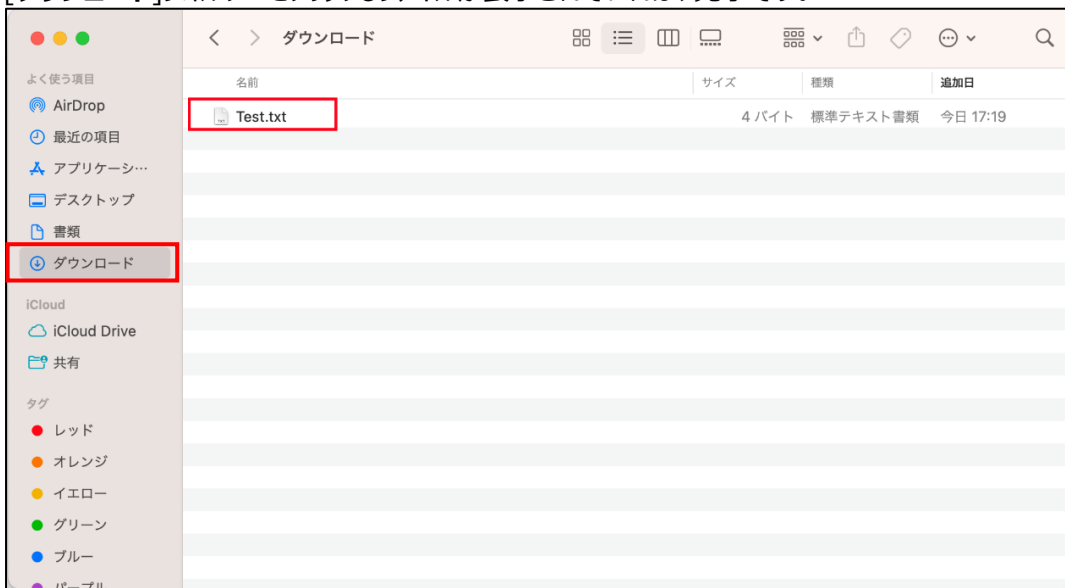 ダウンロード
よく使う項目
AirDrop
最近の項目
アプリケーシ…
デスクトップ
書類
ダウンロード
iCloud
iCloud Drive
共有
タグ
レッド
オレンジ
イエロー
グリーン
ブルー
パープル
名前 サイズ 種類 追加日
Test.txt 4 バイト 標準テキスト書類 今日 17:19